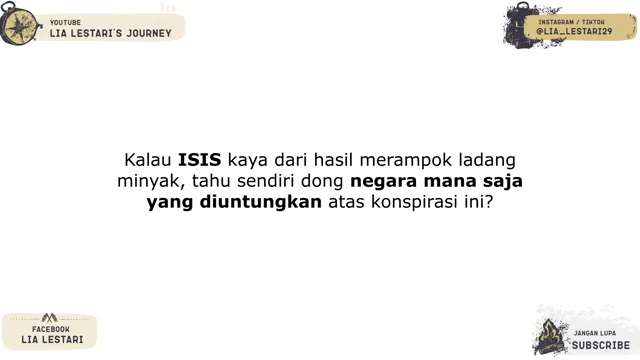 YOUTUBE
LIA LESTARI'S JOURNEY
INSTAGRAM / TIKTOK
@LIA_LESTARI29
Kalau ISIS kaya dari hasil merampok ladang
minyak, tahu sendiri dong negara mana saja
yang diuntungkan atas konspirasi ini?
FACEBOOK
LIA LESTARI
JANGAN LUPA
SUBSCRIBE